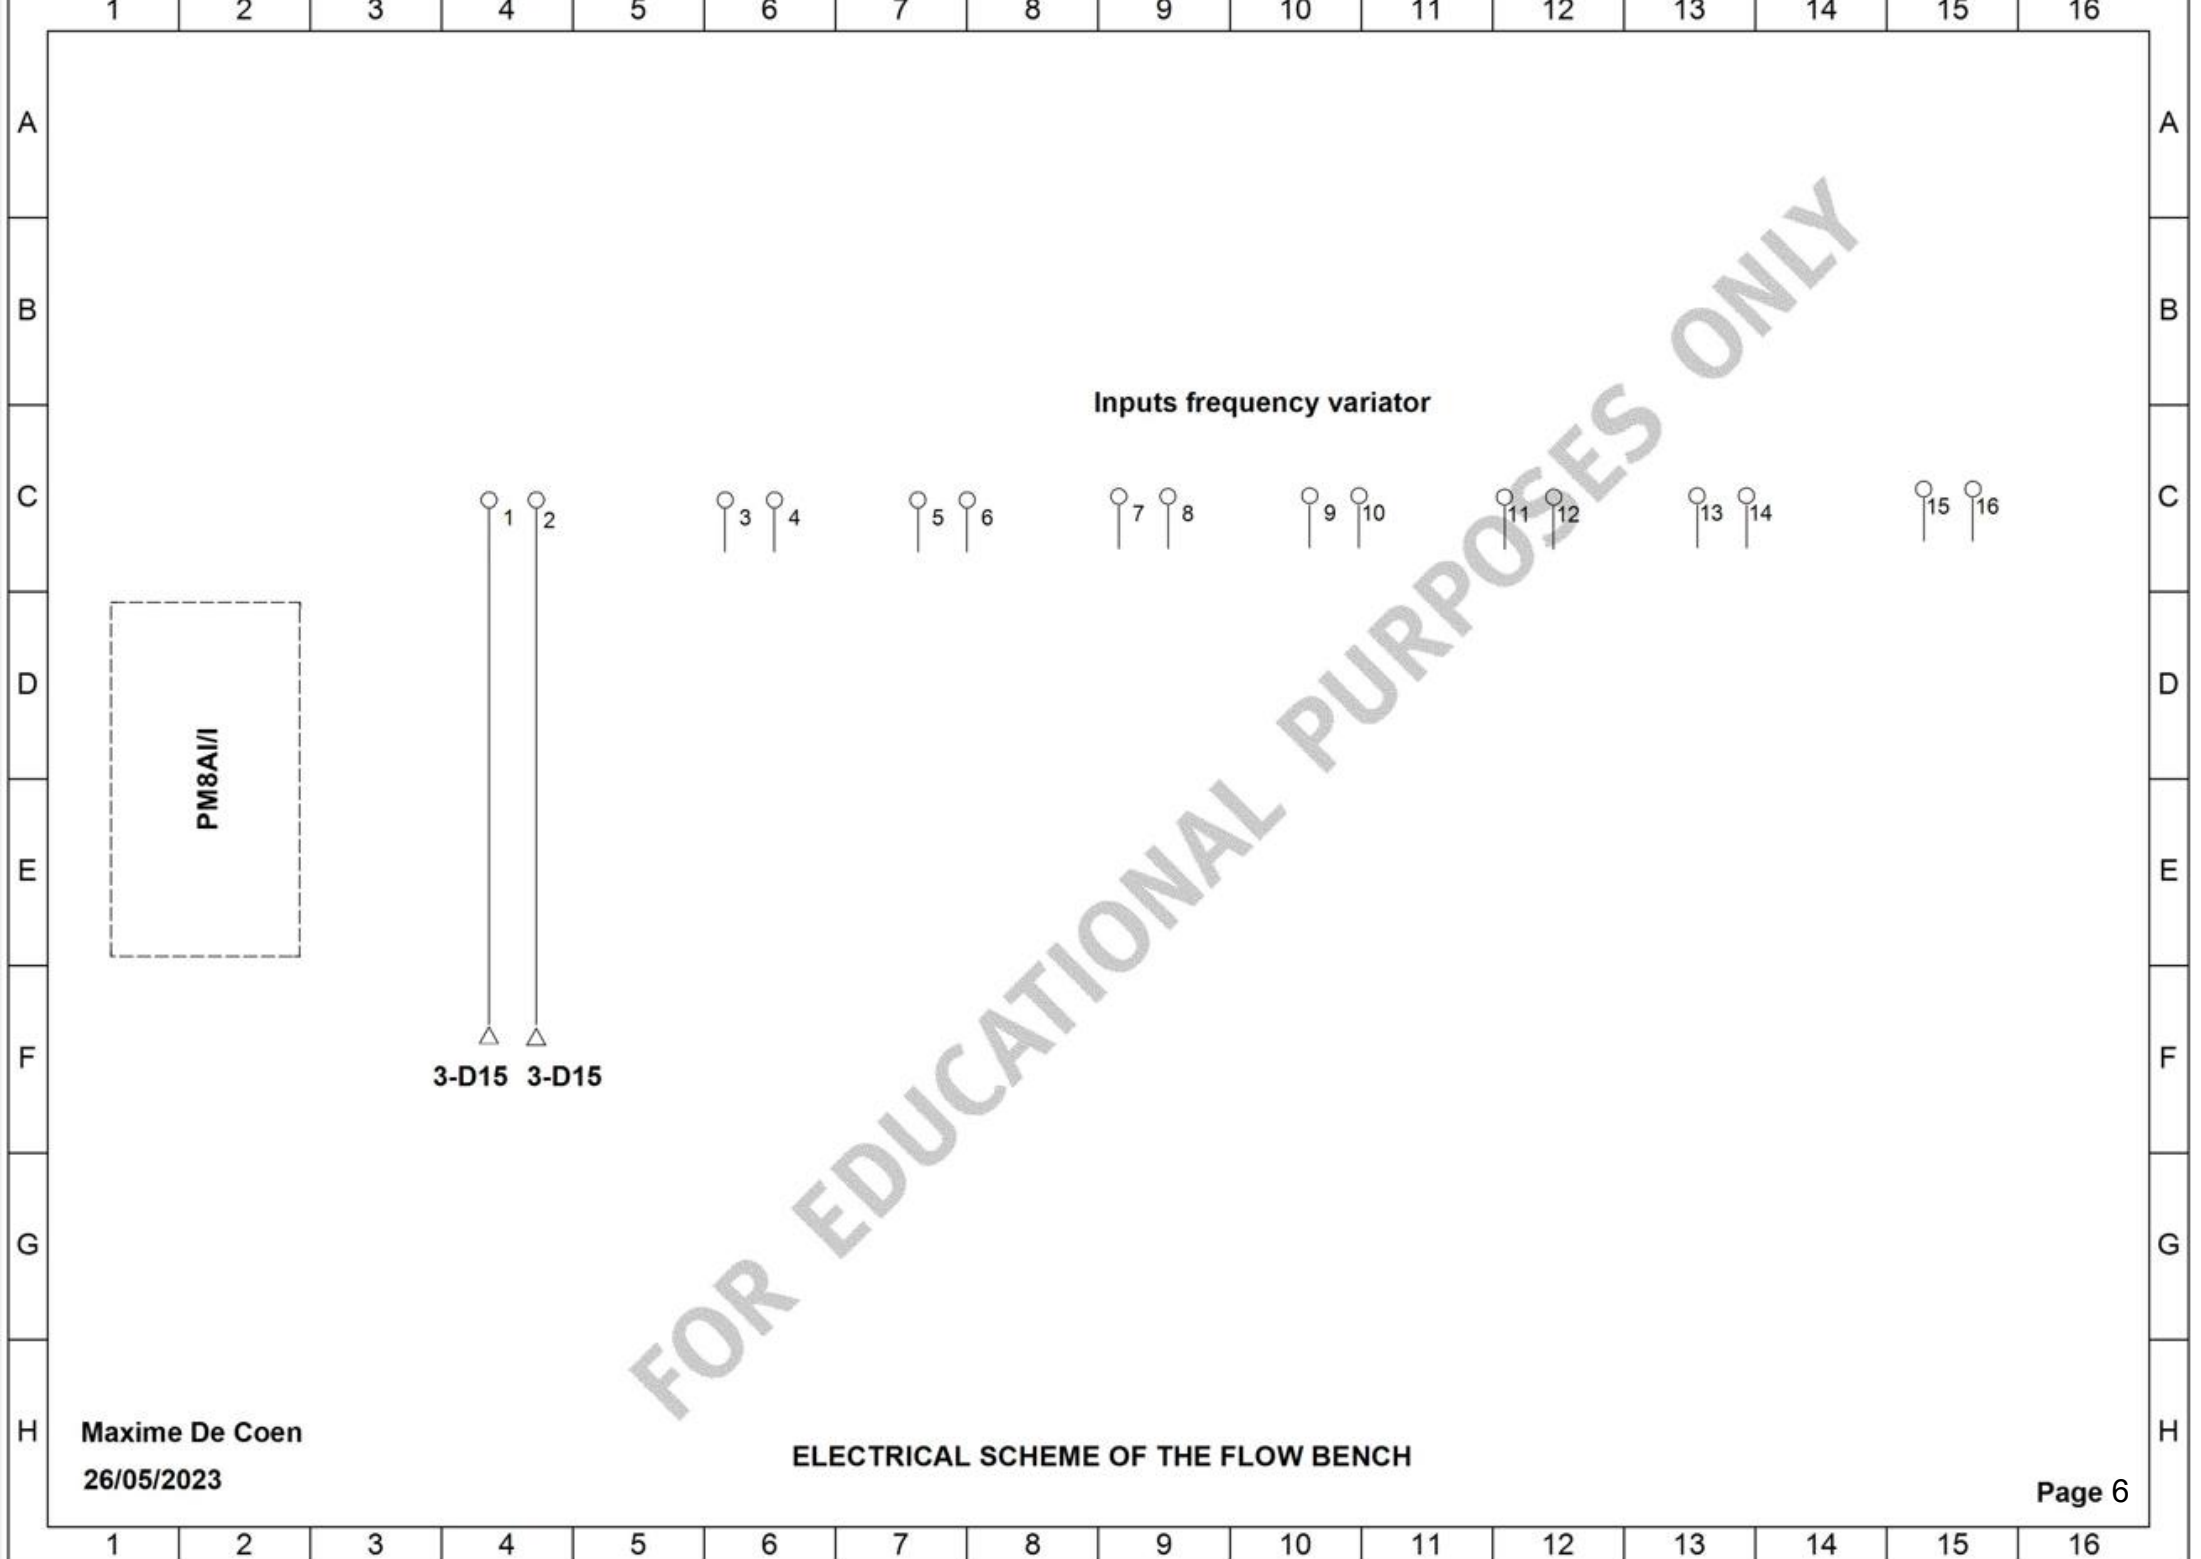 1 2 3 4 5 6 7 8 9 10 11 12 13 14 15 16
A A
B B
Inputs frequency variator
C C
1 2 3 4 5 6 7 8 9 10 11 12 13 14 15 16
D D
PM8AI/I
E E
F F
3-D15 3-D15
G G
H H
Maxime De Coen
26/05/2023
ELECTRICAL SCHEME OF THE FLOW BENCH
Page 6
1 2 3 4 5 6 7 8 9 10 11 12 13 14 15 16
FOR EDUCATIONAL PURPOSES ONLY